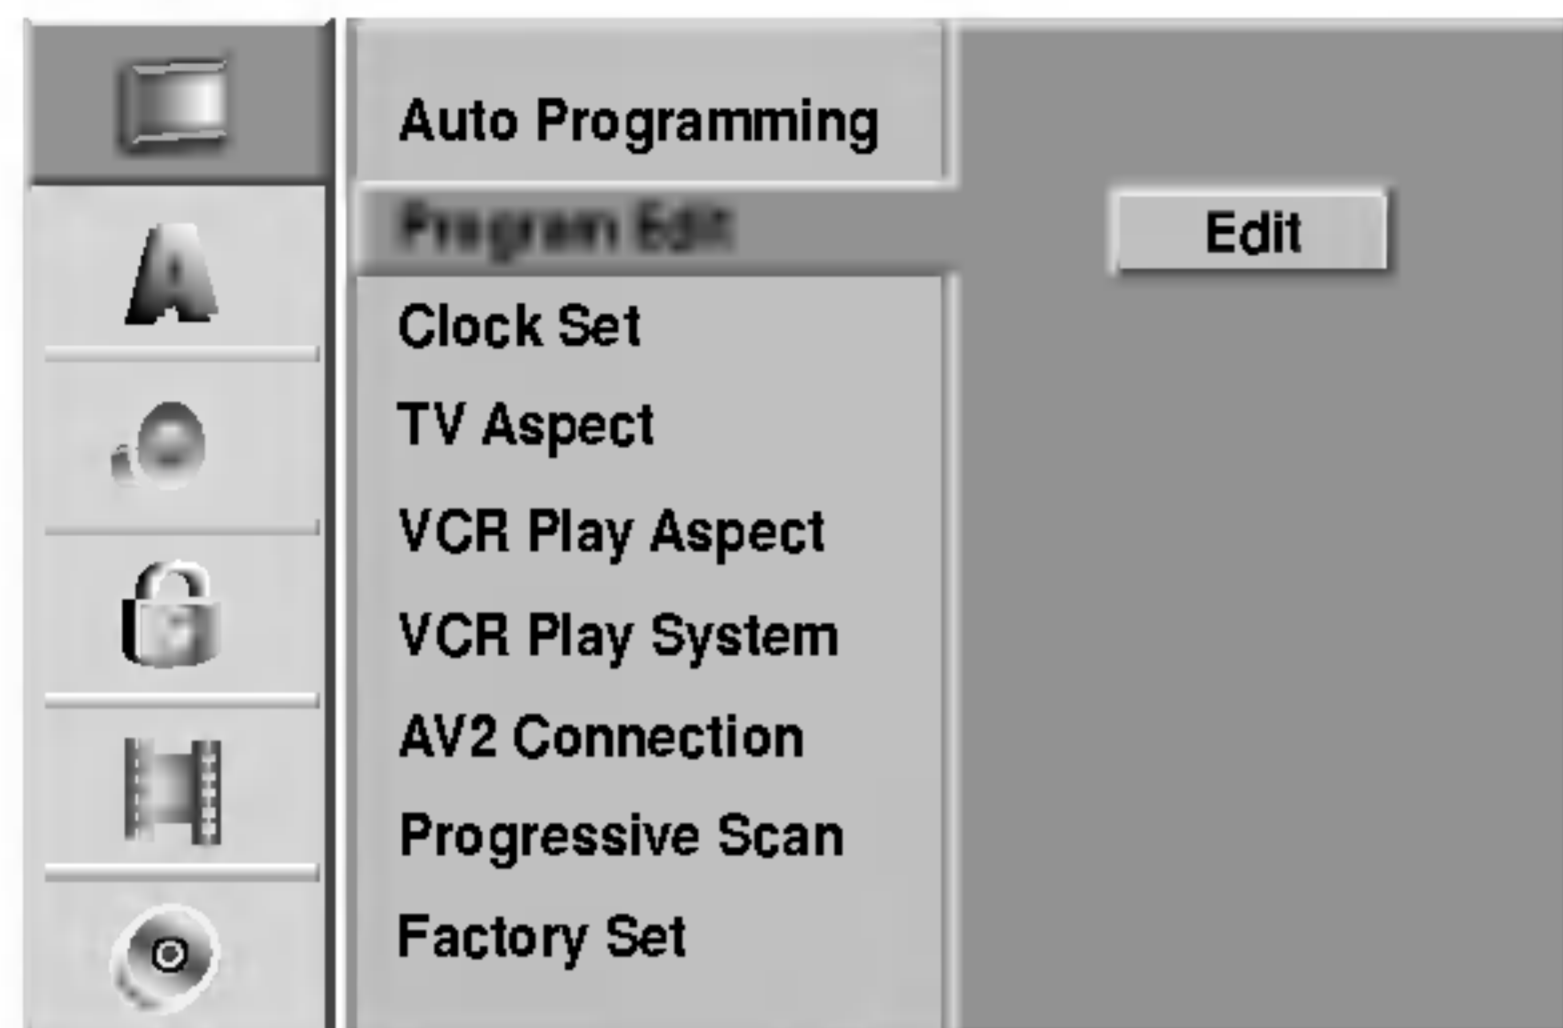 Auto Programming
Program Edit
Edit
Clock Set
TV Aspect
VCR Play Aspect
VCR Play System
AV2 Connection
Progressive Scan
Factory Set
A